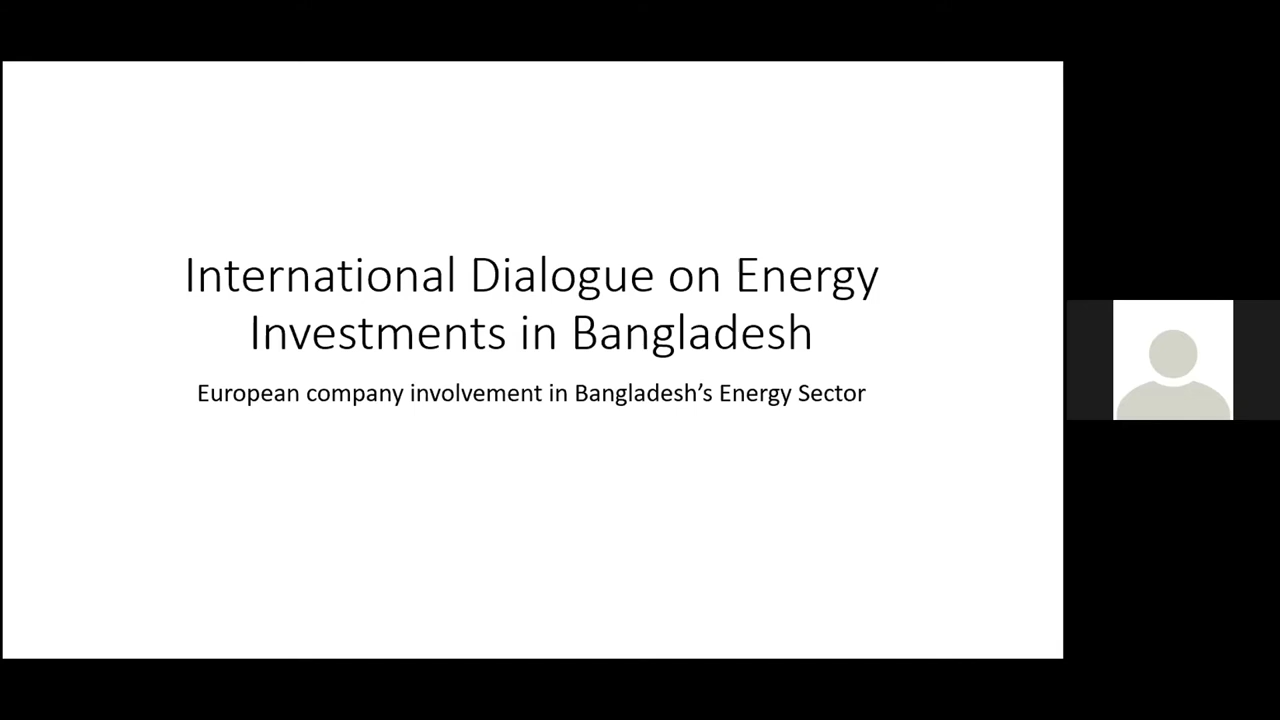 International Dialogue on Energy
Investments in Bangladesh
European company involvement in Bangladesh’s Energy Sector